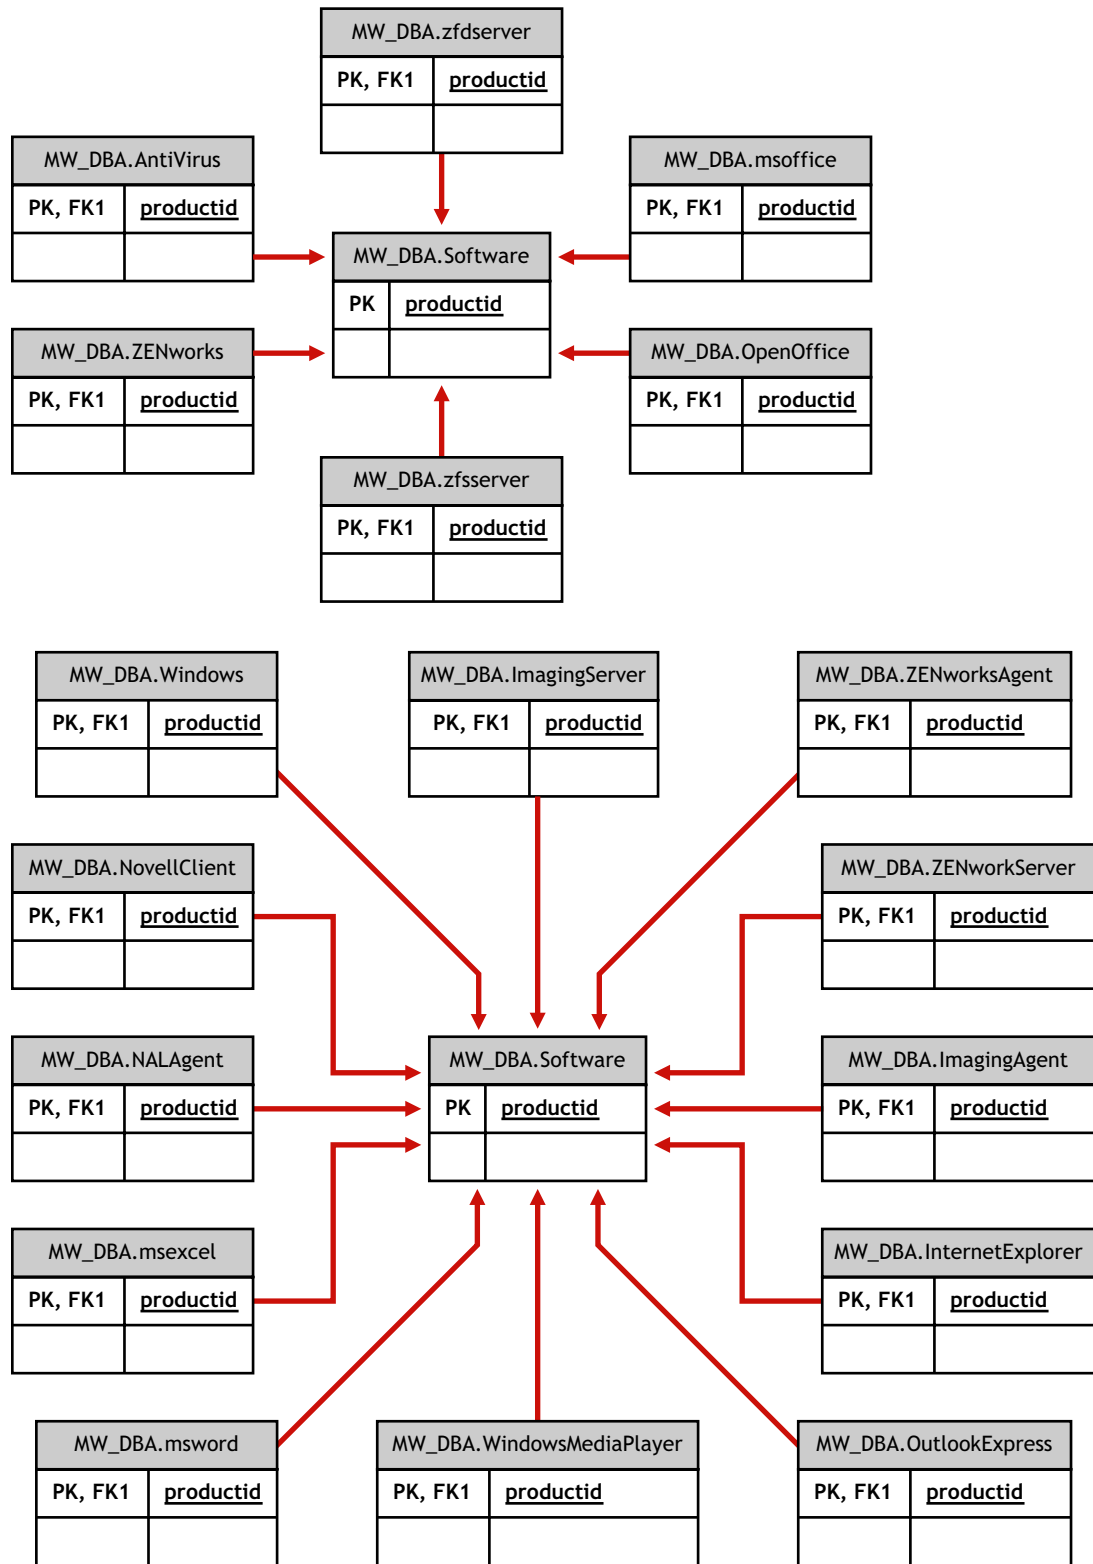 MW_DBA.zfdserver
PK, FK1 productid
MW_DBA.AntiVirus
PK, FK1 productid
MW_DBA.msoffice
PK, FK1 productid
MW_DBA.Software
PK productid
MW_DBA.ZENworks
PK, FK1 productid
MW_DBA.OpenOffice
PK, FK1 productid
MW_DBA.zfsserver
PK, FK1 productid
MW_DBA.Windows
PK, FK1 productid
MW_DBA.ImagingServer
PK, FK1 productid
MW_DBA.ZENworksAgent
PK, FK1 productid
MW_DBA.NovellClient
PK, FK1 productid
MW_DBA.ZENworkServer
PK, FK1 productid
MW_DBA.NALAgent
PK, FK1 productid
MW_DBA.Software
PK productid
MW_DBA.ImagingAgent
PK, FK1 productid
MW_DBA.msexcel
PK, FK1 productid
MW_DBA.InternetExplorer
PK, FK1 productid
MW_DBA.msword
PK, FK1 productid
MW_DBA.WindowsMediaPlayer
PK, FK1 productid
MW_DBA.OutlookExpress
PK, FK1 productid